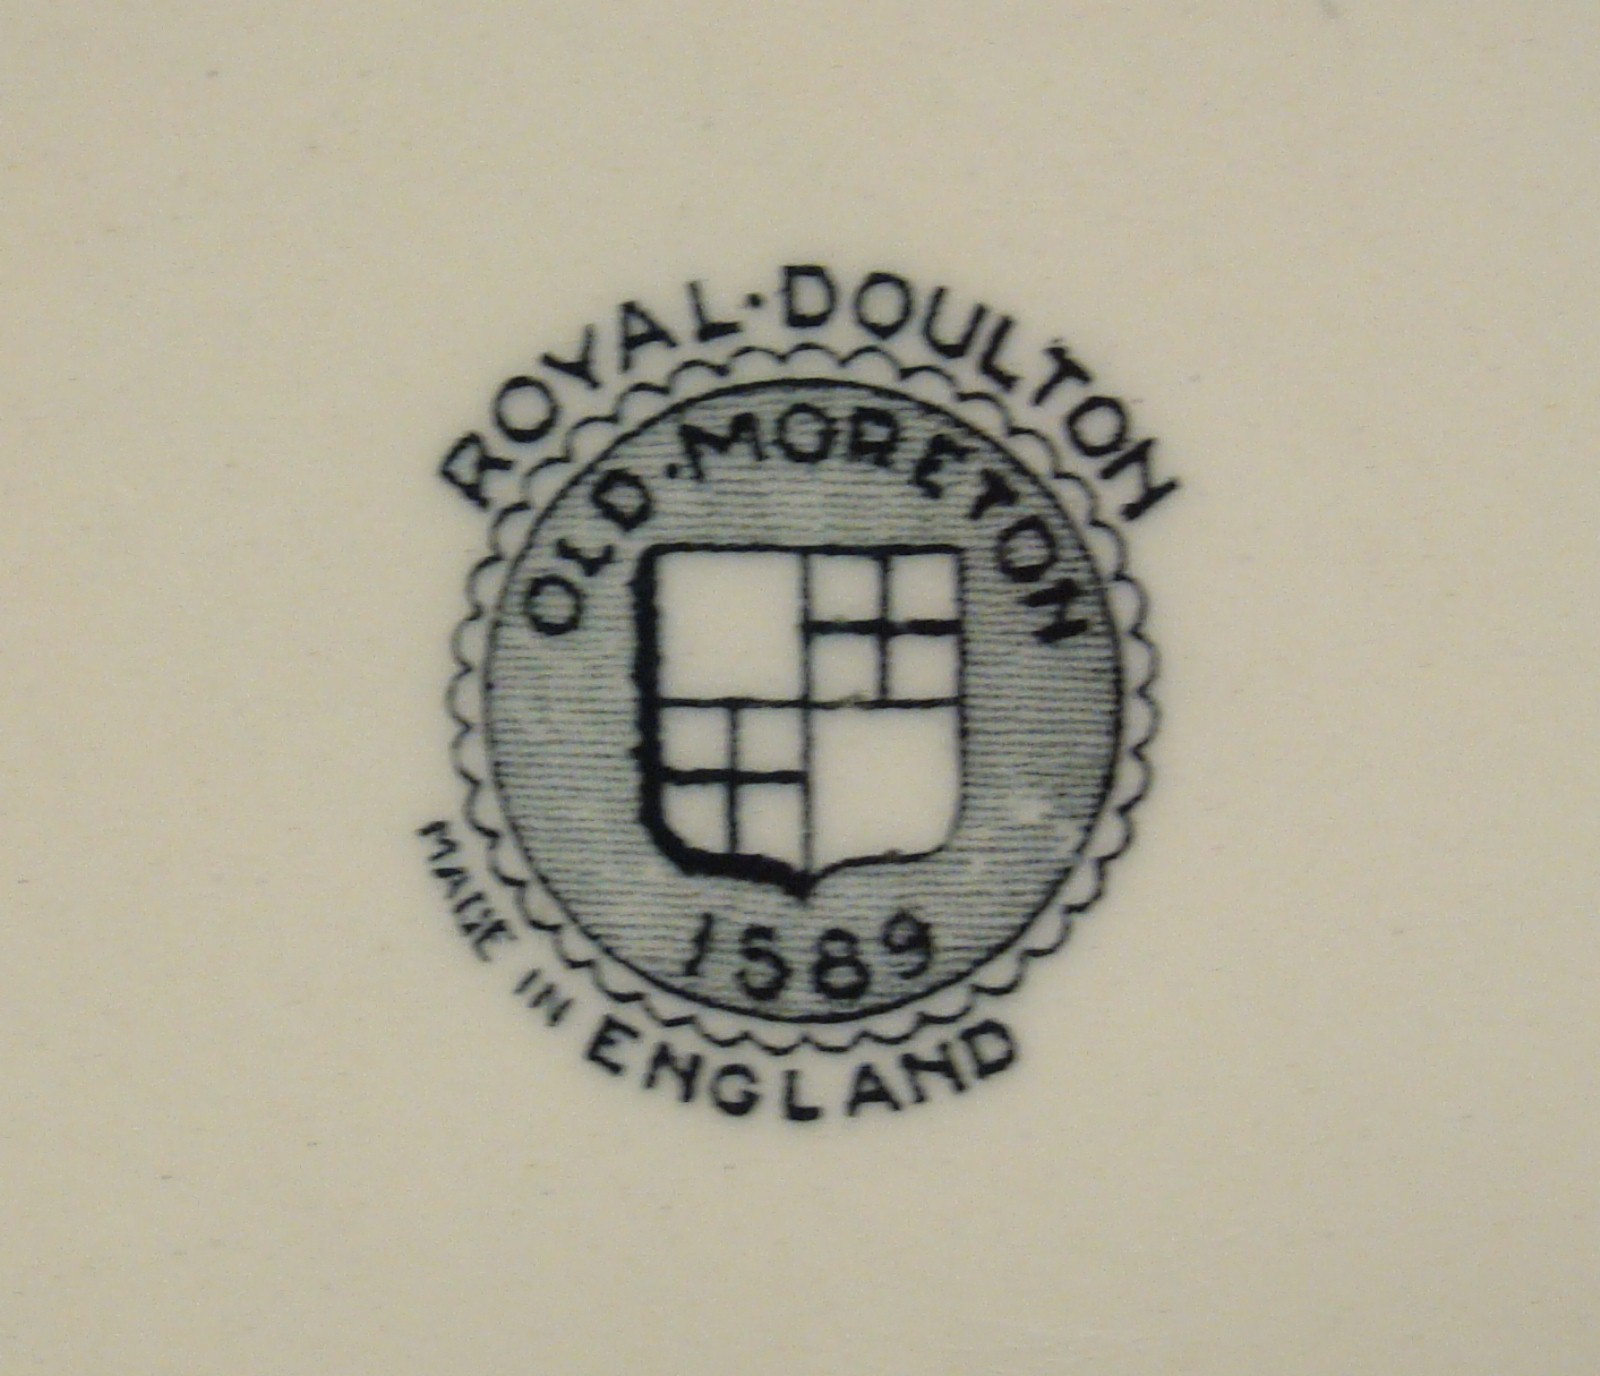 ROYAL·DOULTON
OLD·MORETON
1589
MADE IN ENGLAND